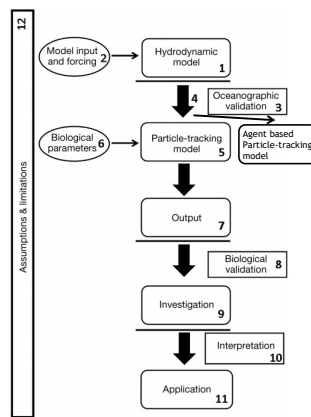 12
Assumptions & limitations
Model input
and forcing 2
Hydrodynamic
model
1
4
Oceanographic
validation 3
Agent based
Particle-tracking
model
Biological
parameters 6
Particle-tracking
model
5
Output
7
Biological
validation 8
Investigation
9
Interpretation
10
Application
11